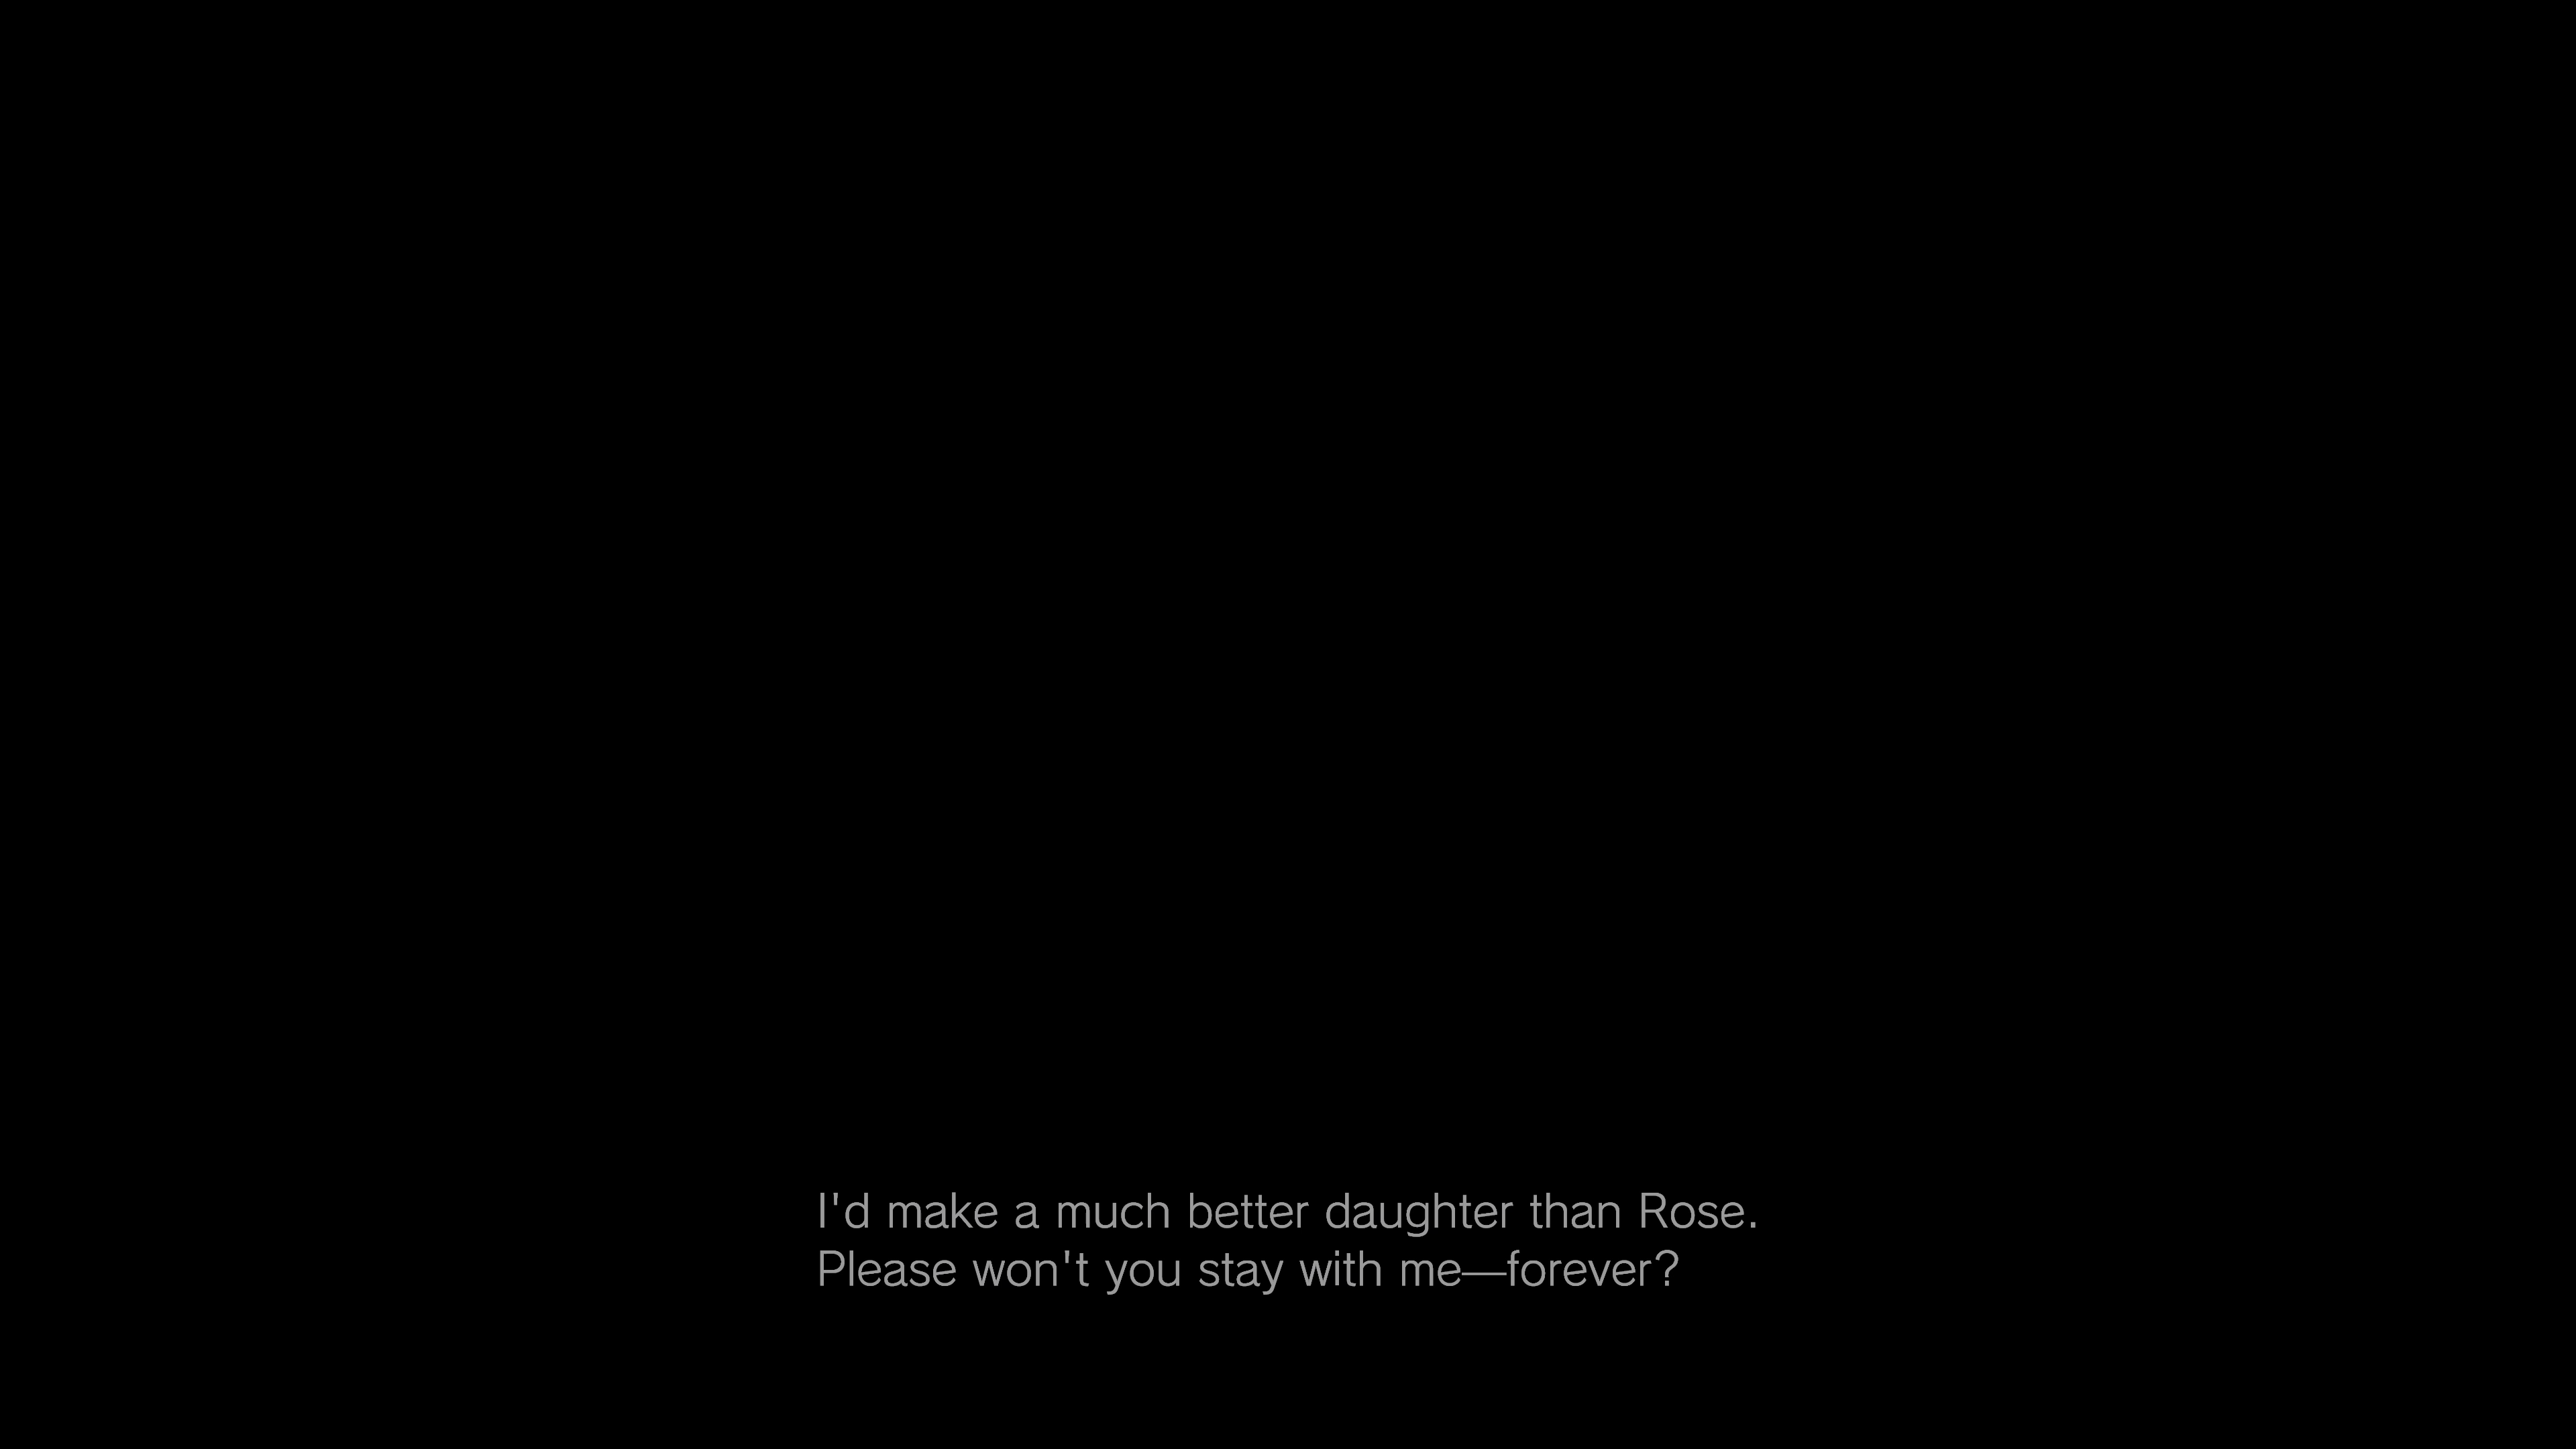 I'd make a much better daughter than Rose.
Please won't you stay with me—forever?